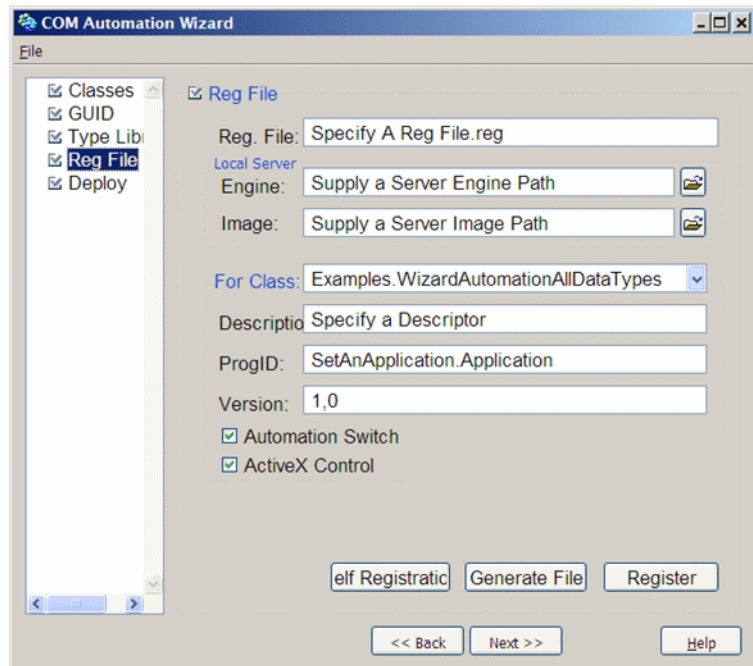 COM Automation Wizard
File
Classes
GUID
Type Libr
Reg File
Deploy
Reg File
Reg. File: Specify A Reg File.reg
Local Server
Engine: Supply a Server Engine Path
Image: Supply a Server Image Path
For Class: Examples.WizardAutomationAllDataTypes
Descriptio Specify a Descriptor
ProgID: SetAnApplication.Application
Version: 1,0
Automation Switch
ActiveX Control
elf Registratic Generate File Register
<< Back Next >> Help